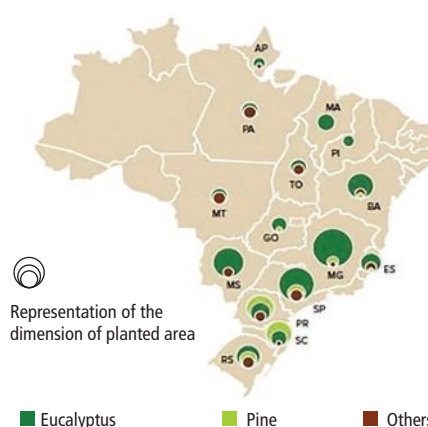 AP
MA
PA
PI
TO
BA
MT
GO
MG
ES
MS
SP
PR
SC
RS
Representation of the
dimension of planted area
Eucalyptus
Pine
Others